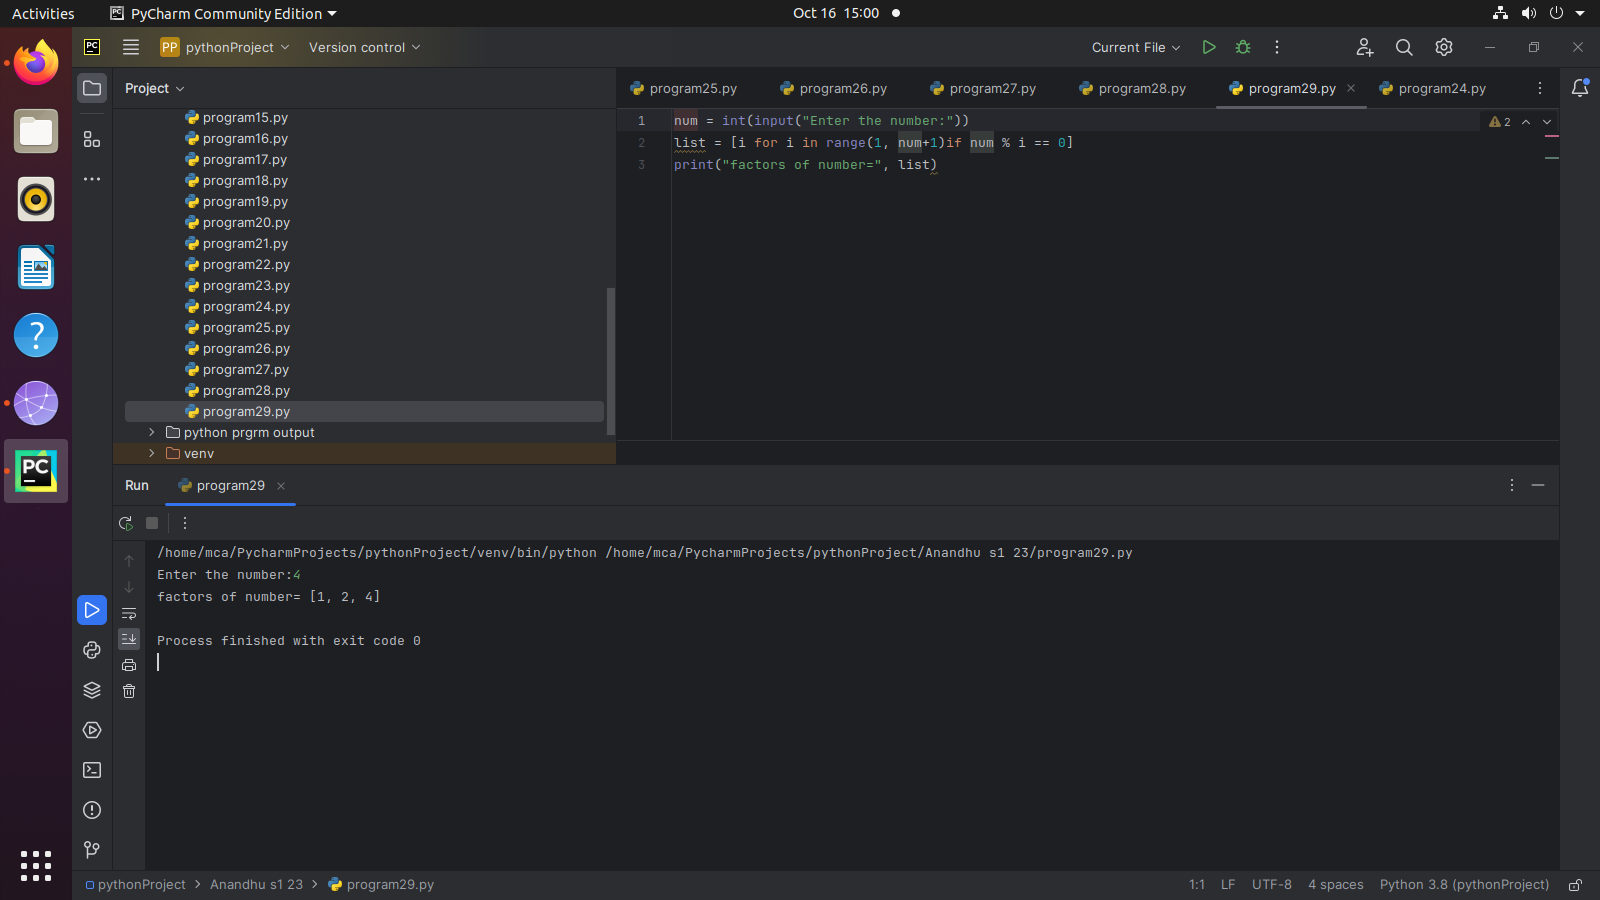 Activities
PC PyCharm Community Edition
Oct 16 15:00
PC
PP pythonProject
Version control
Current File
Project
program25.py
program26.py
program27.py
program28.py
program29.py
program24.py
program15.py
program16.py
program17.py
program18.py
program19.py
program20.py
program21.py
program22.py
program23.py
program24.py
program25.py
program26.py
program27.py
program28.py
program29.py
python prgrm output
venv
1 num = int(input("Enter the number:"))
2 list = [i for i in range(1, num+1)if num % i == 0]
3 print("factors of number=", list)
2
?
PC
Run
program29
/home/mca/PycharmProjects/pythonProject/venv/bin/python /home/mca/PycharmProjects/pythonProject/Anandhu s1 23/program29.py
Enter the number:4
factors of number= [1, 2, 4]
Process finished with exit code 0
pythonProject > Anandhu s1 23 > program29.py
1:1
LF
UTF-8
4 spaces
Python 3.8 (pythonProject)